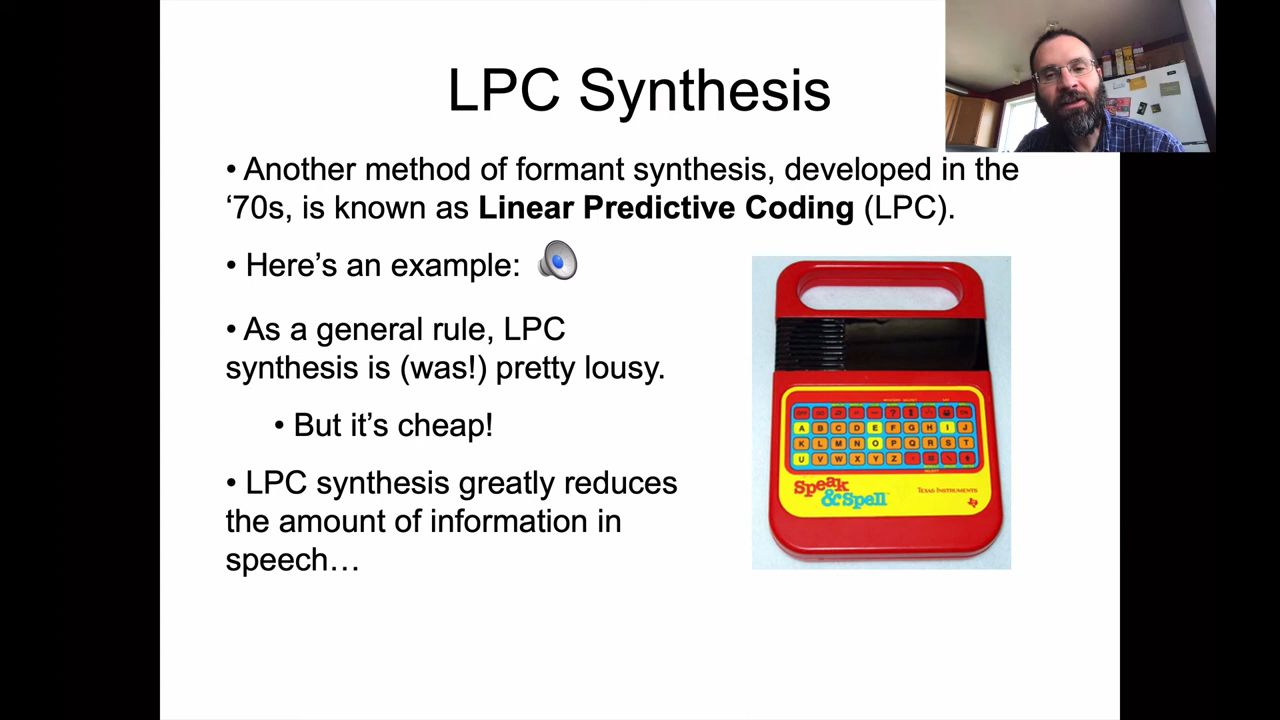 LPC Synthesis
• Another method of formant synthesis, developed in the
‘70s, is known as Linear Predictive Coding (LPC).
• Here’s an example:
• As a general rule, LPC
synthesis is (was!) pretty lousy.
• But it’s cheap!
• LPC synthesis greatly reduces
the amount of information in
speech…
A B C D E F G H I J
K L M N O P Q R S T
U V W X Y Z
Speak
& Spell
TEXAS INSTRUMENTS